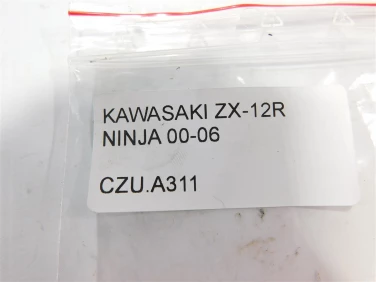 KAWASAKI ZX-12R
NINJA 00-06
CZU.A311